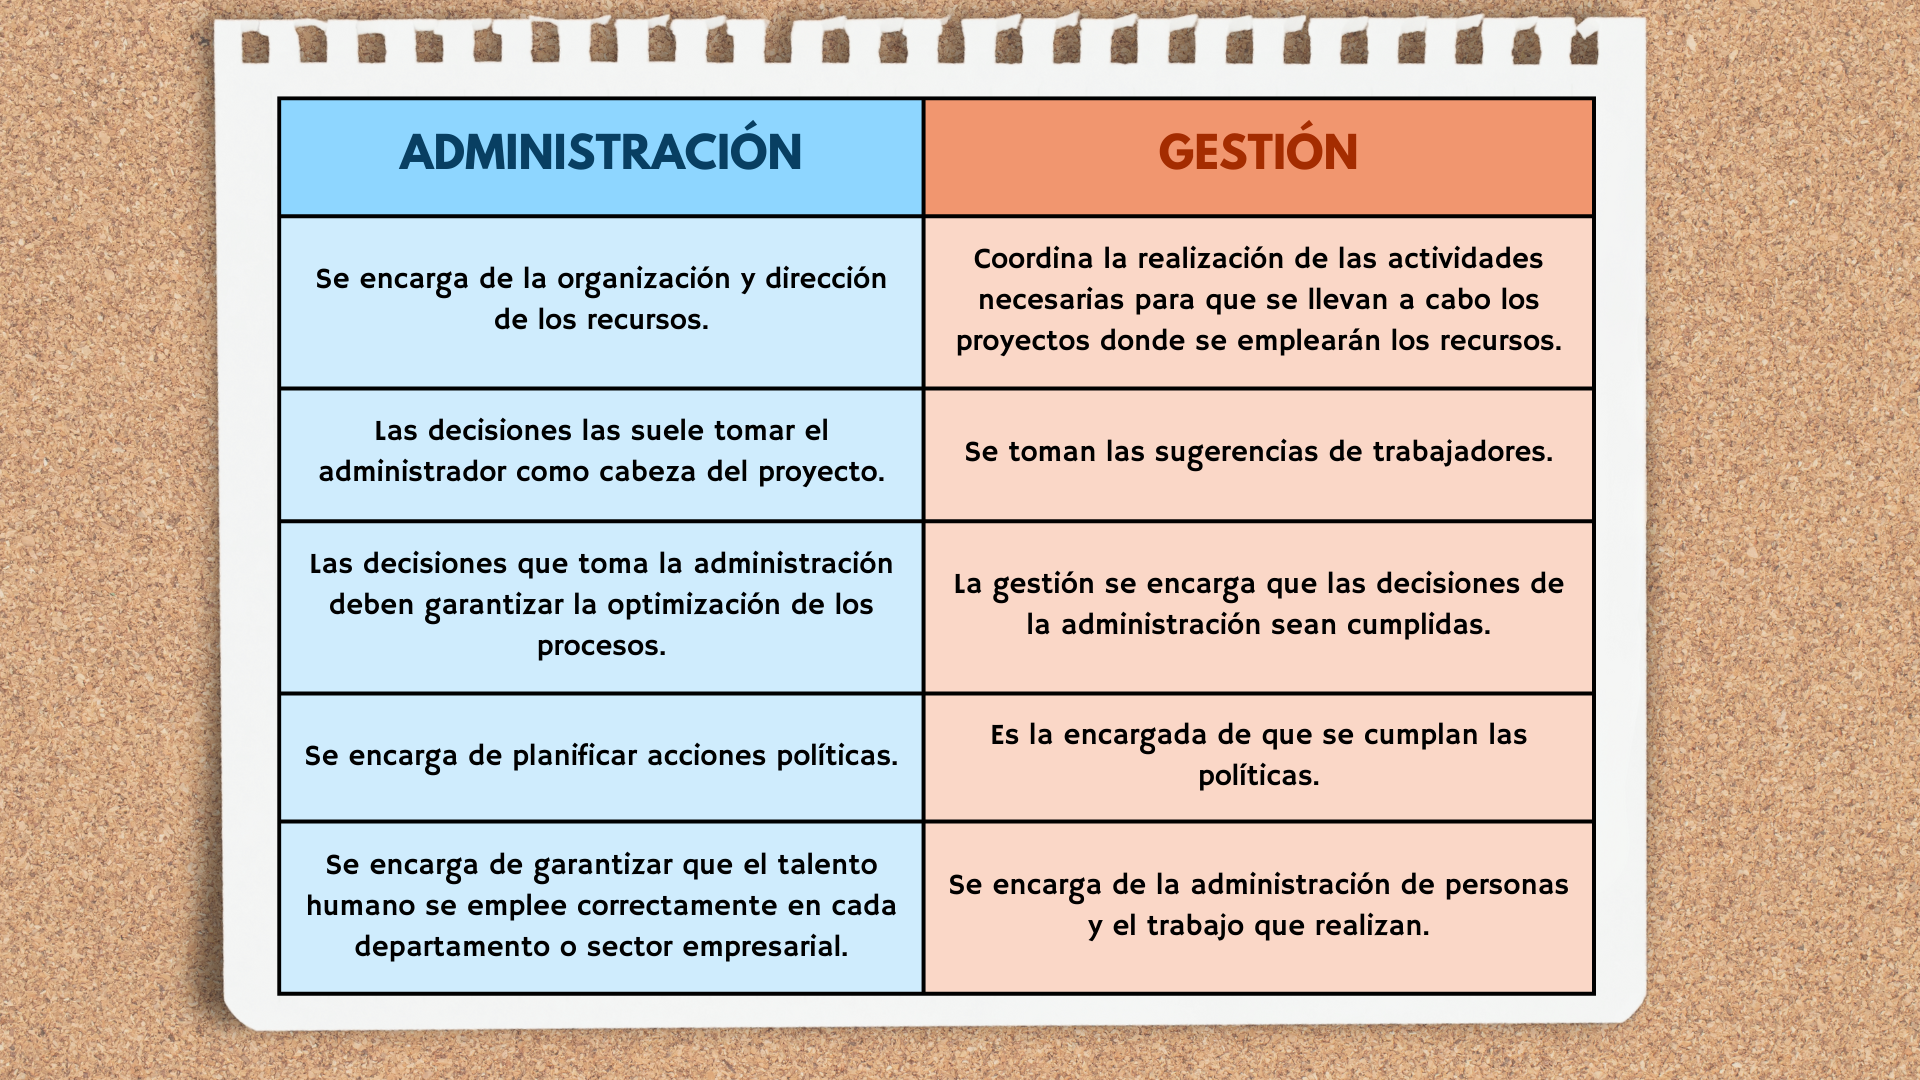 ADMINISTRACIÓN
GESTIÓN
Se encarga de la organización y dirección
de los recursos.
Coordina la realización de las actividades
necesarias para que se llevan a cabo los
proyectos donde se emplearán los recursos.
Las decisiones las suele tomar el
administrador como cabeza del proyecto.
Se toman las sugerencias de trabajadores.
Las decisiones que toma la administración
deben garantizar la optimización de los
procesos.
La gestión se encarga que las decisiones de
la administración sean cumplidas.
Se encarga de planificar acciones políticas.
Es la encargada de que se cumplan las
políticas.
Se encarga de garantizar que el talento
humano se emplee correctamente en cada
departamento o sector empresarial.
Se encarga de la administración de personas
y el trabajo que realizan.